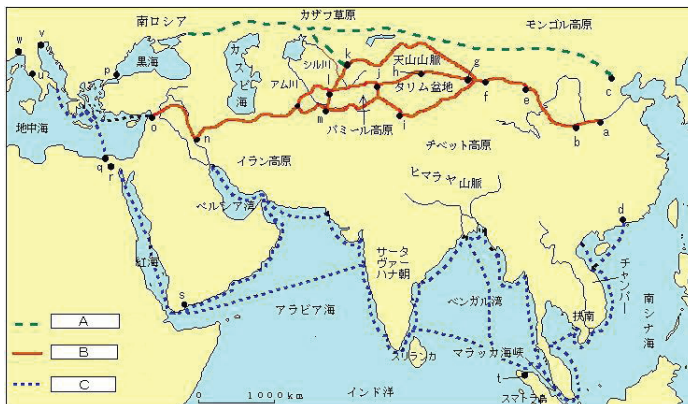 南ロシア
カザフ草原
モンゴル高原
w
v
u
p
黒海
カスピ海
シル川
アム川
k
天山山脈
h
j
l
タリム盆地
g
f
e
c
地中海
o
n
m
パミール高原
i
b
a
イラン高原
チベット高原
ヒマラヤ山脈
q
r
ペルシア湾
d
紅海
サータヴァーハナ朝
s
アラビア海
ベンガル湾
チャンパー
扶南
南シナ海
スリランカ
マラッカ海峡
t
スマトラ島
インド洋
A
B
C
0 1000km